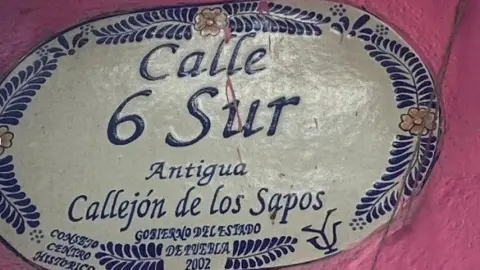 Calle
6 Sur
Antigua
Callejón de los Sapos
CONSEJO
CENTRO
HISTORICO
GOBIERNO DEL ESTADO
DE PUEBLA
2002